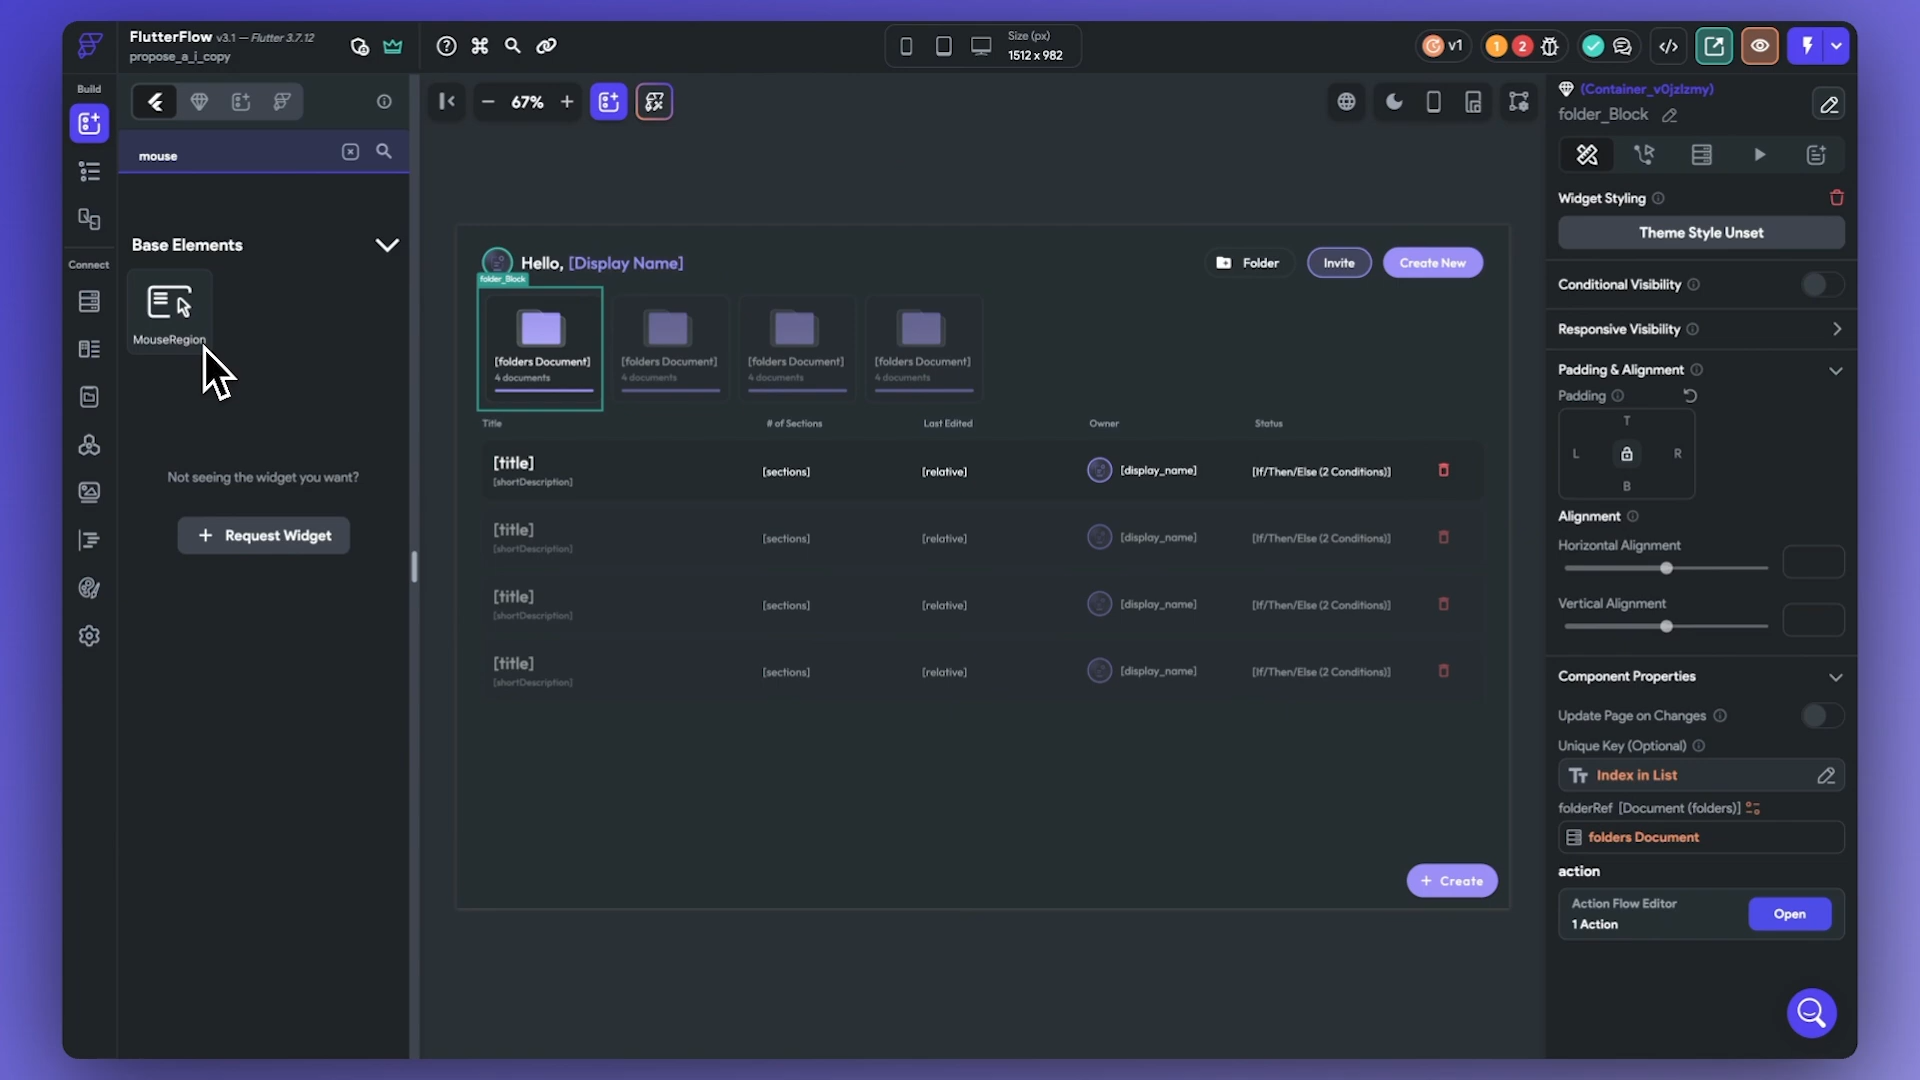 FlutterFlow v3.1 — Flutter 3.7.12
propose_a_i_copy
Size (px)
1512 x 982
v1
1
2
Build
Connect
mouse
Base Elements
MouseRegion
Not seeing the widget you want?
+ Request Widget
67%
Hello, [Display Name]
Folder
Invite
Create New
folder_Block
[folders Document]
4 documents
[folders Document]
4 documents
[folders Document]
4 documents
[folders Document]
4 documents
Title # of Sections Last Edited Owner Status
[title]
[shortDescription]
[sections] [relative] [display_name] [If/Then/Else (2 Conditions)]
[title]
[shortDescription]
[sections] [relative] [display_name] [If/Then/Else (2 Conditions)]
[title]
[shortDescription]
[sections] [relative] [display_name] [If/Then/Else (2 Conditions)]
[title]
[shortDescription]
[sections] [relative] [display_name] [If/Then/Else (2 Conditions)]
+ Create
(Container_v0jzlzmy)
folder_Block
Widget Styling
Theme Style Unset
Conditional Visibility
Responsive Visibility
Padding & Alignment
Padding
T
L R
B
Alignment
Horizontal Alignment
Vertical Alignment
Component Properties
Update Page on Changes
Unique Key (Optional)
Tт Index in List
folderRef [Document (folders)]
folders Document
action
Action Flow Editor
1 Action
Open